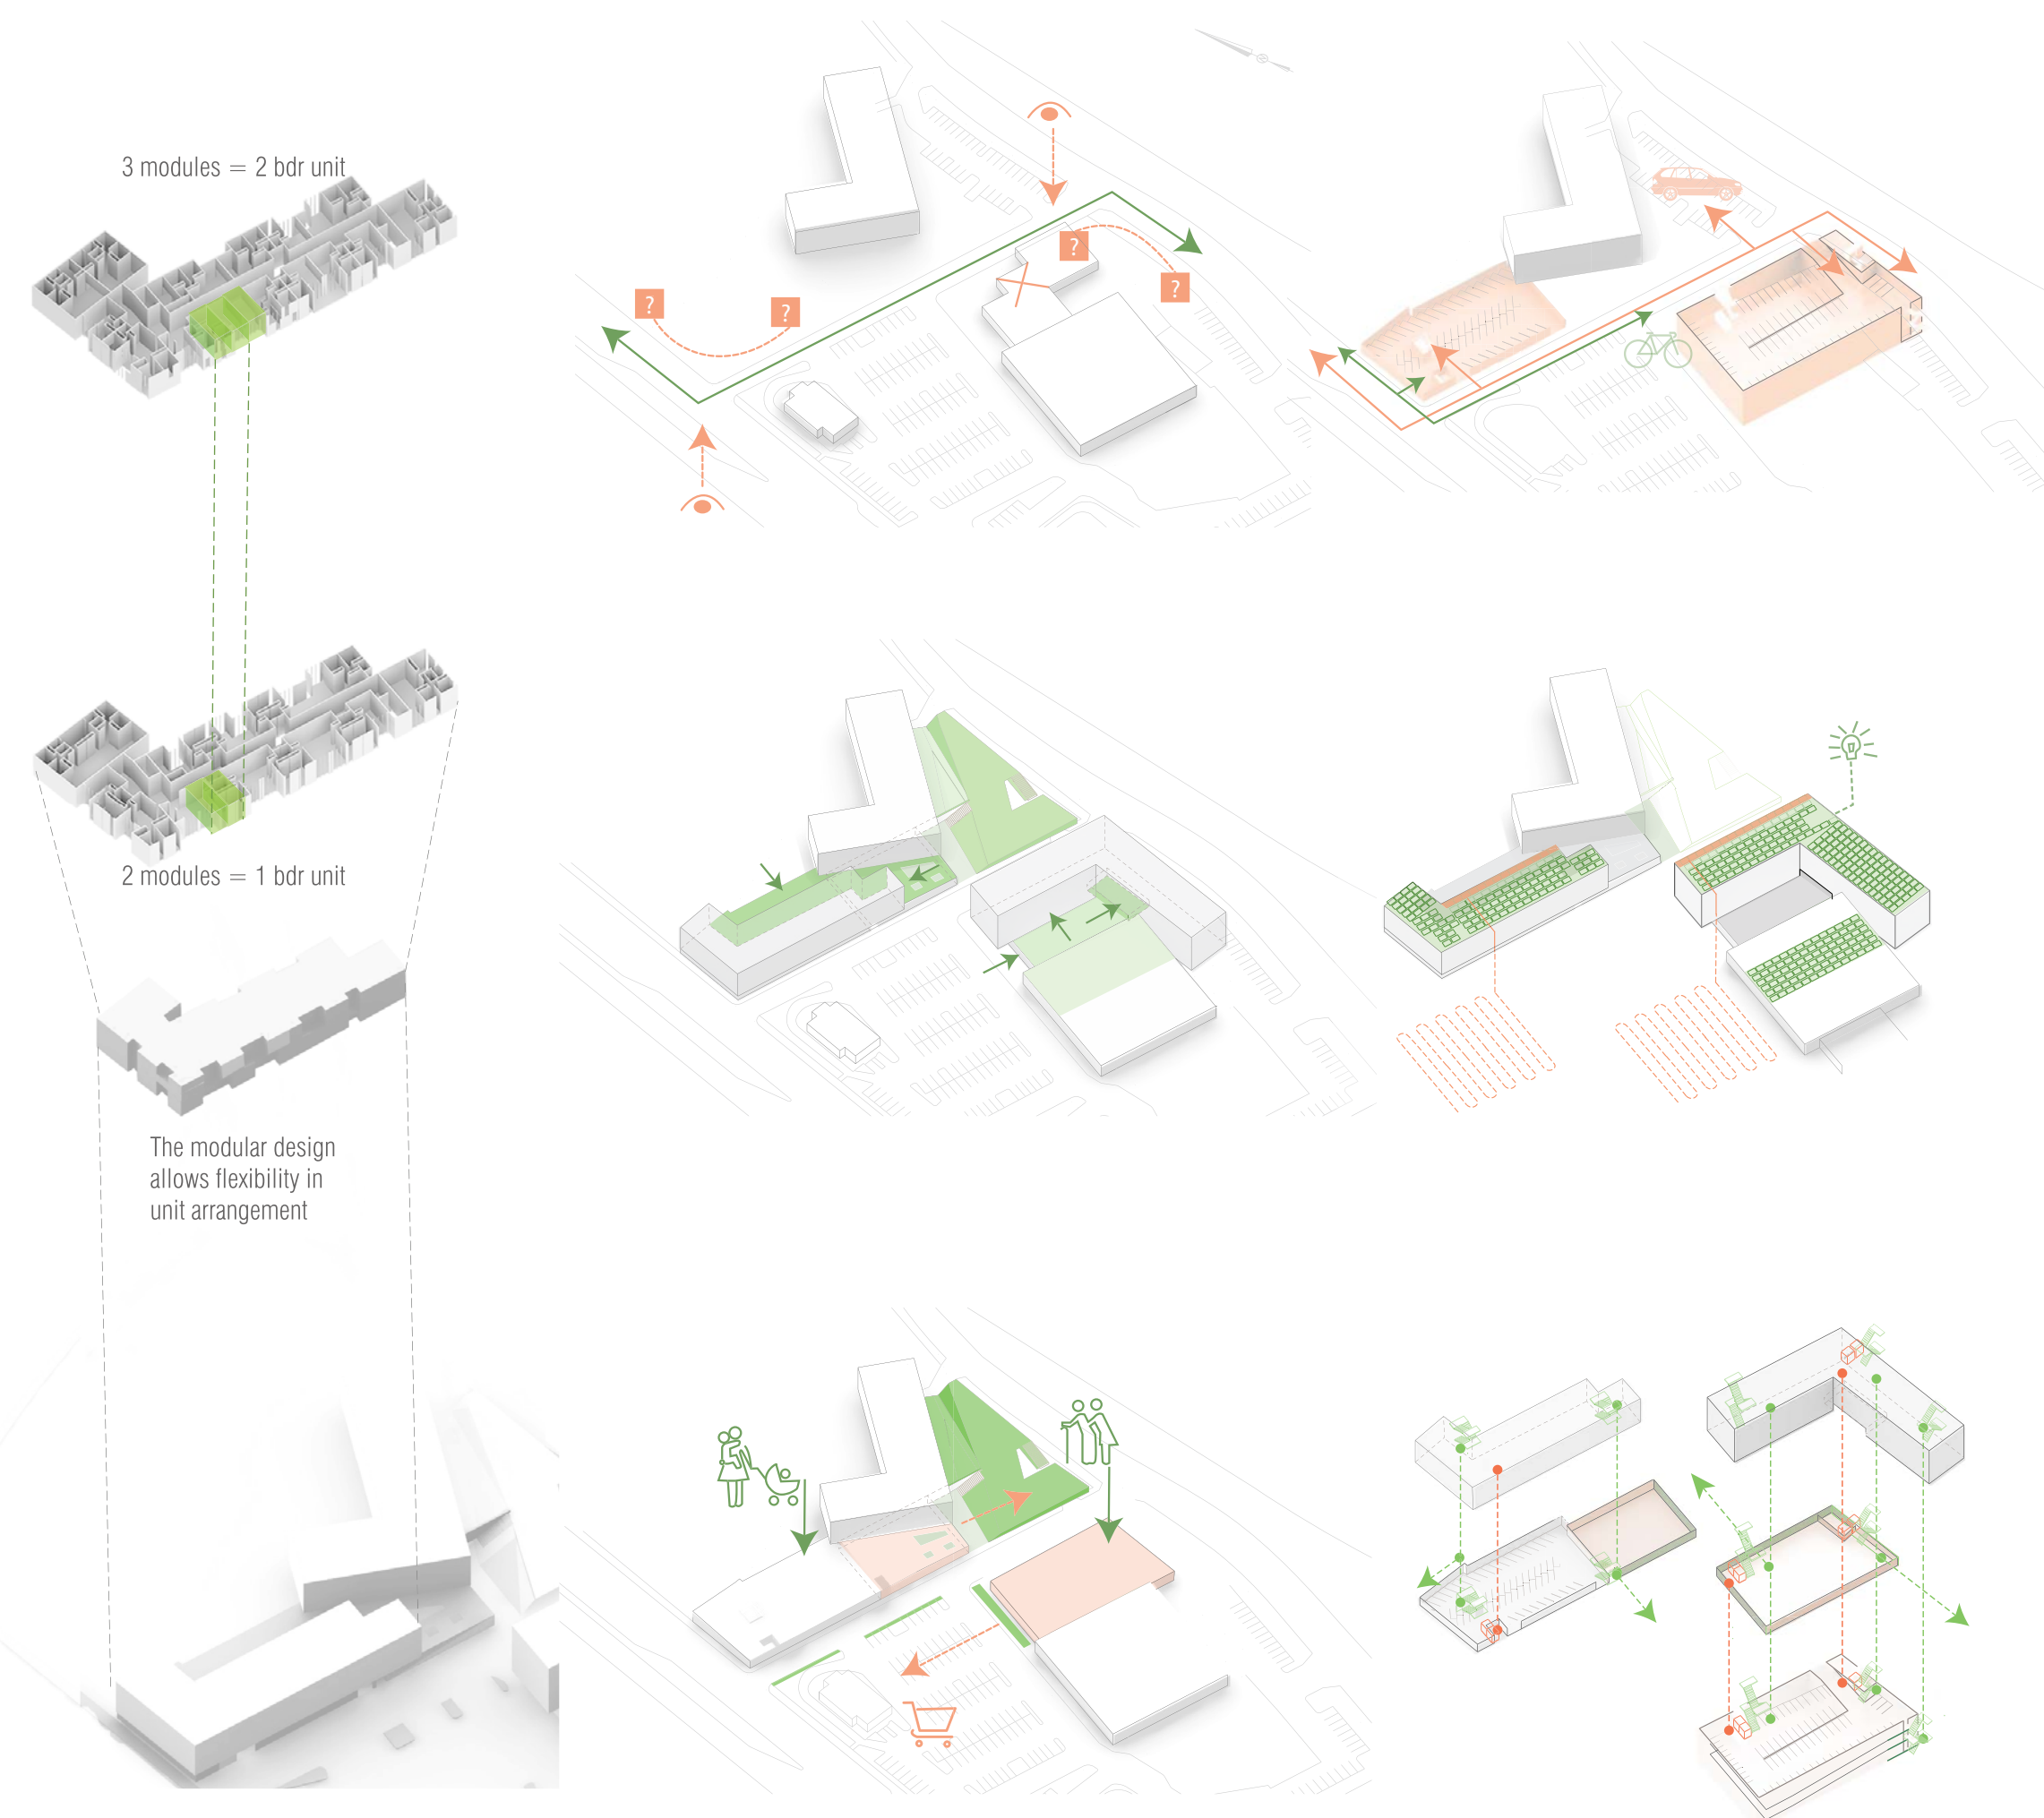 3 modules = 2 bdr unit
?
?
?
?
2 modules = 1 bdr unit
The modular design
allows flexibility in
unit arrangement